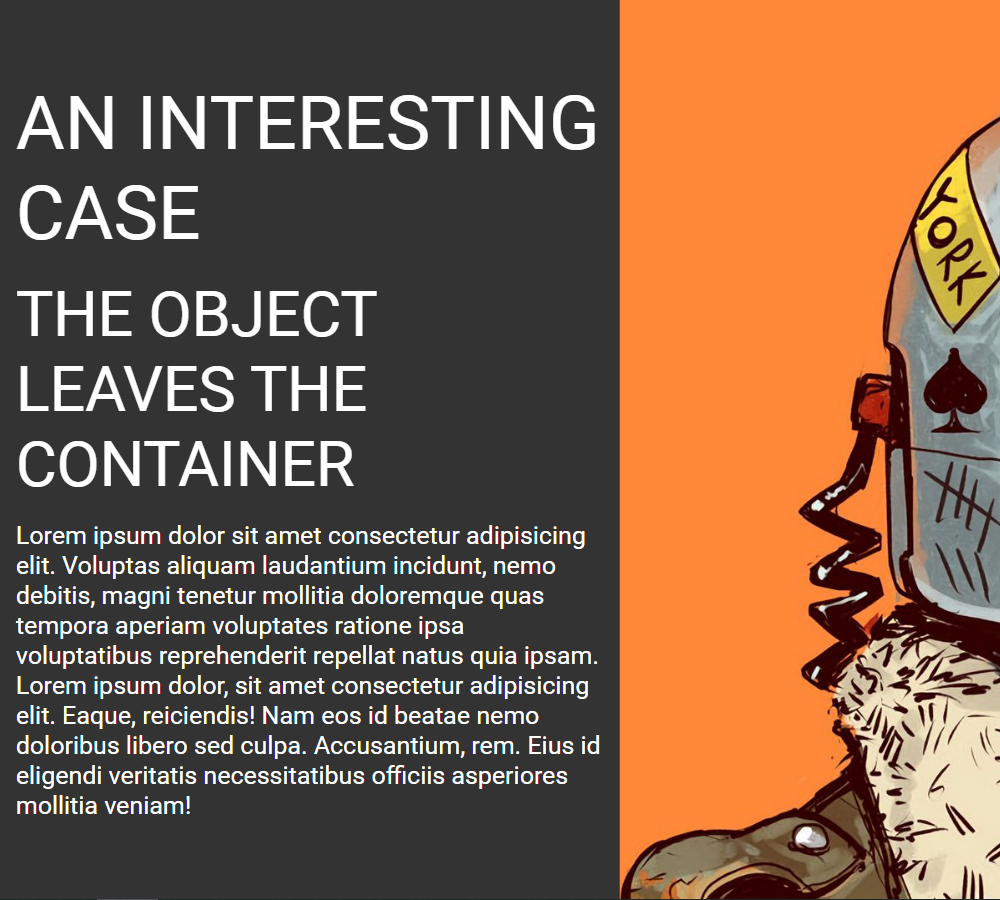 AN INTERESTING
CASE
THE OBJECT
LEAVES THE
CONTAINER
Lorem ipsum dolor sit amet consectetur adipisicing
elit. Voluptas aliquam laudantium incidunt, nemo
debitis, magni tenetur mollitia doloremque quas
tempora aperiam voluptates ratione ipsa
voluptatibus reprehenderit repellat natus quia ipsam.
Lorem ipsum dolor, sit amet consectetur adipisicing
elit. Eaque, reiciendis! Nam eos id beatae nemo
doloribus libero sed culpa. Accusantium, rem. Eius id
eligendi veritatis necessitatibus officiis asperiores
mollitia veniam!
YORK